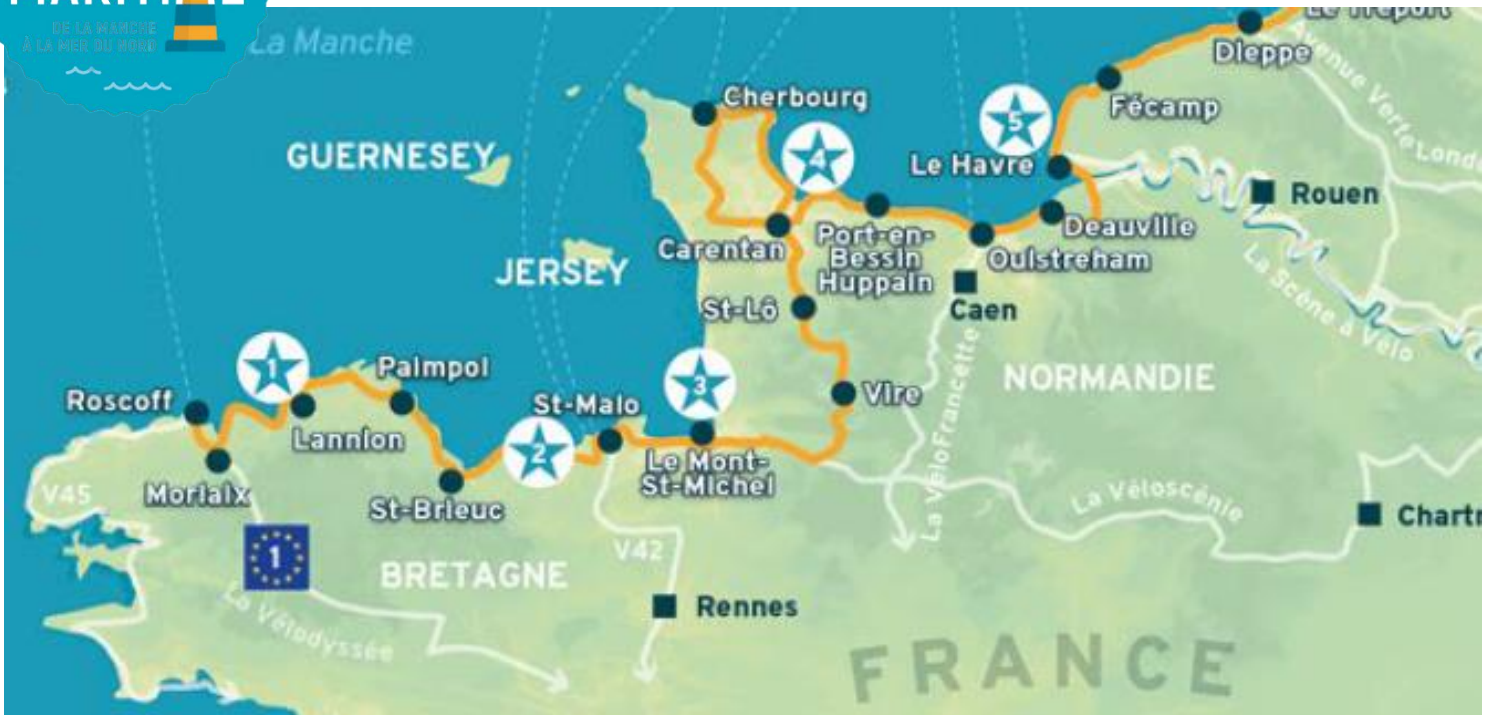 MARITIME
DE LA MANCHE
À LA MER DU NORD
La Manche
Le Tréport
Dieppe
Avenue Verte
Fécamp
Cherbourg
5
4
GUERNESEY
Le Havre
Rouen
Deauville
Port-en-
Bessin
Huppain
Carentan
Ouistreham
JERSEY
La Scène à Vélo
St-Lô
Caen
1
Paimpol
3
NORMANDIE
Roscoff
St-Malo
Vire
Lannion
2
La VéloFrancette
Le Mont-
St-Michel
Morlaix
V45
St-Brieuc
La Véloscénie
Chartr
1
V42
BRETAGNE
Rennes
La Vélodyssée
FRANCE